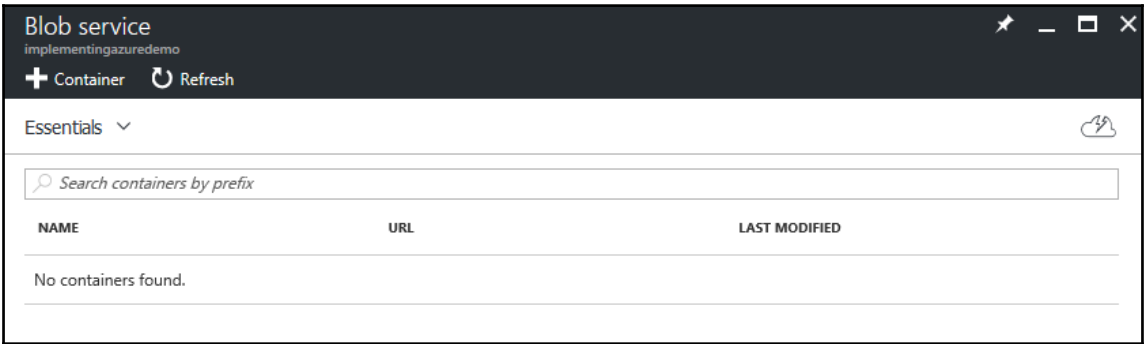 Blob service
implementingazuredemo
Container Refresh
Essentials
Search containers by prefix
NAME URL LAST MODIFIED
No containers found.